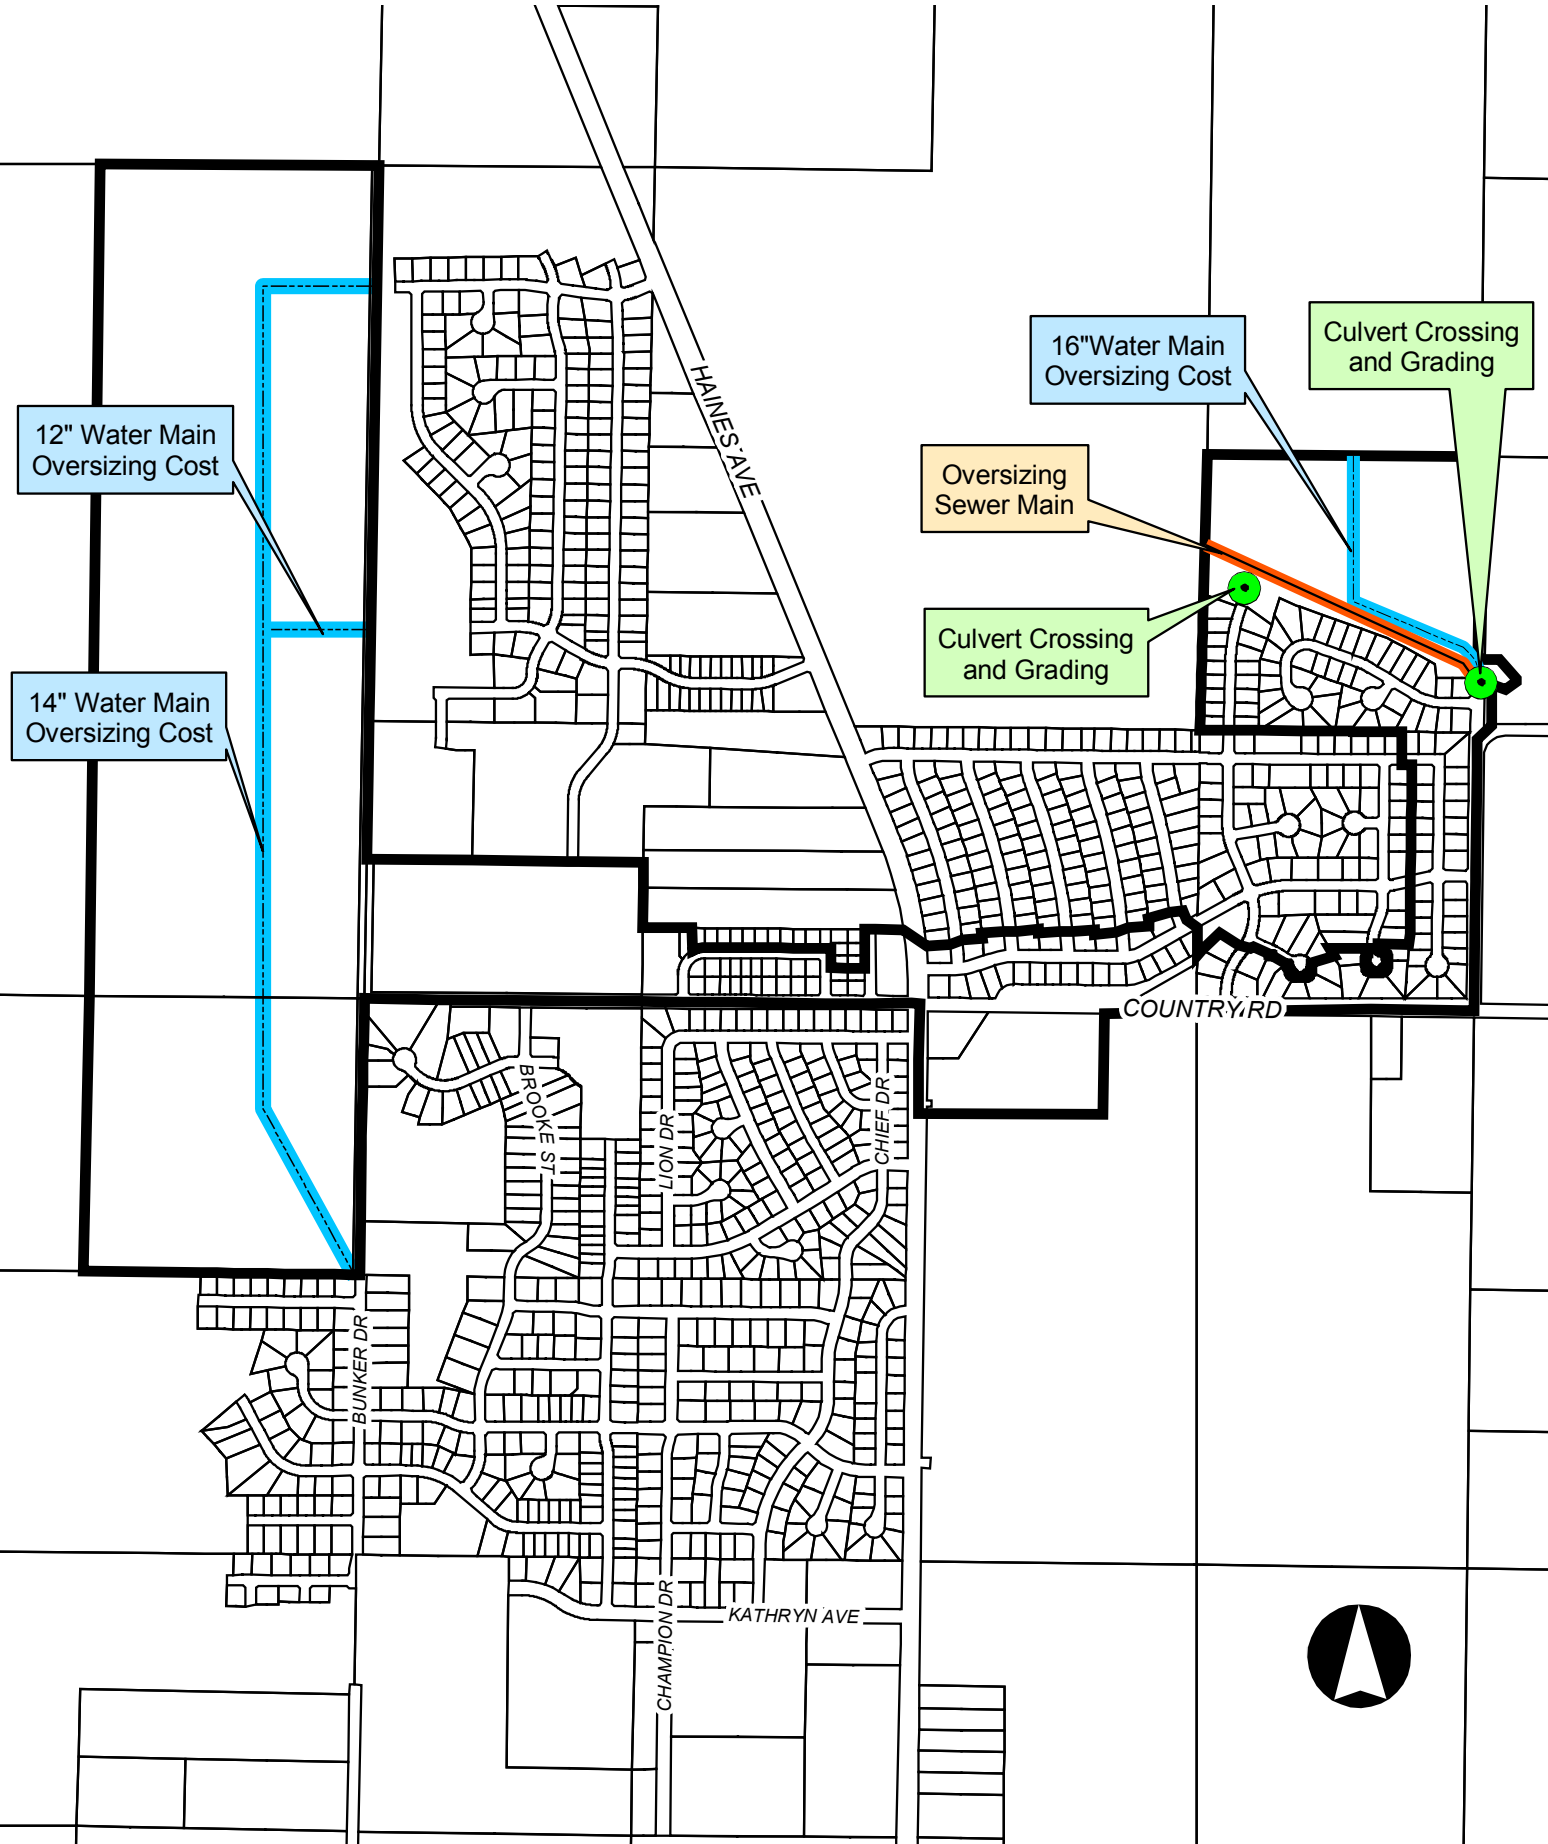 HAINES AVE
16"Water Main
Oversizing Cost
Culvert Crossing
and Grading
12" Water Main
Oversizing Cost
Oversizing
Sewer Main
Culvert Crossing
and Grading
14" Water Main
Oversizing Cost
COUNTRY RD
BROOKE ST
LION DR
CHIEF DR
BUNKER DR
CHAMPION DR
KATHRYN AVE